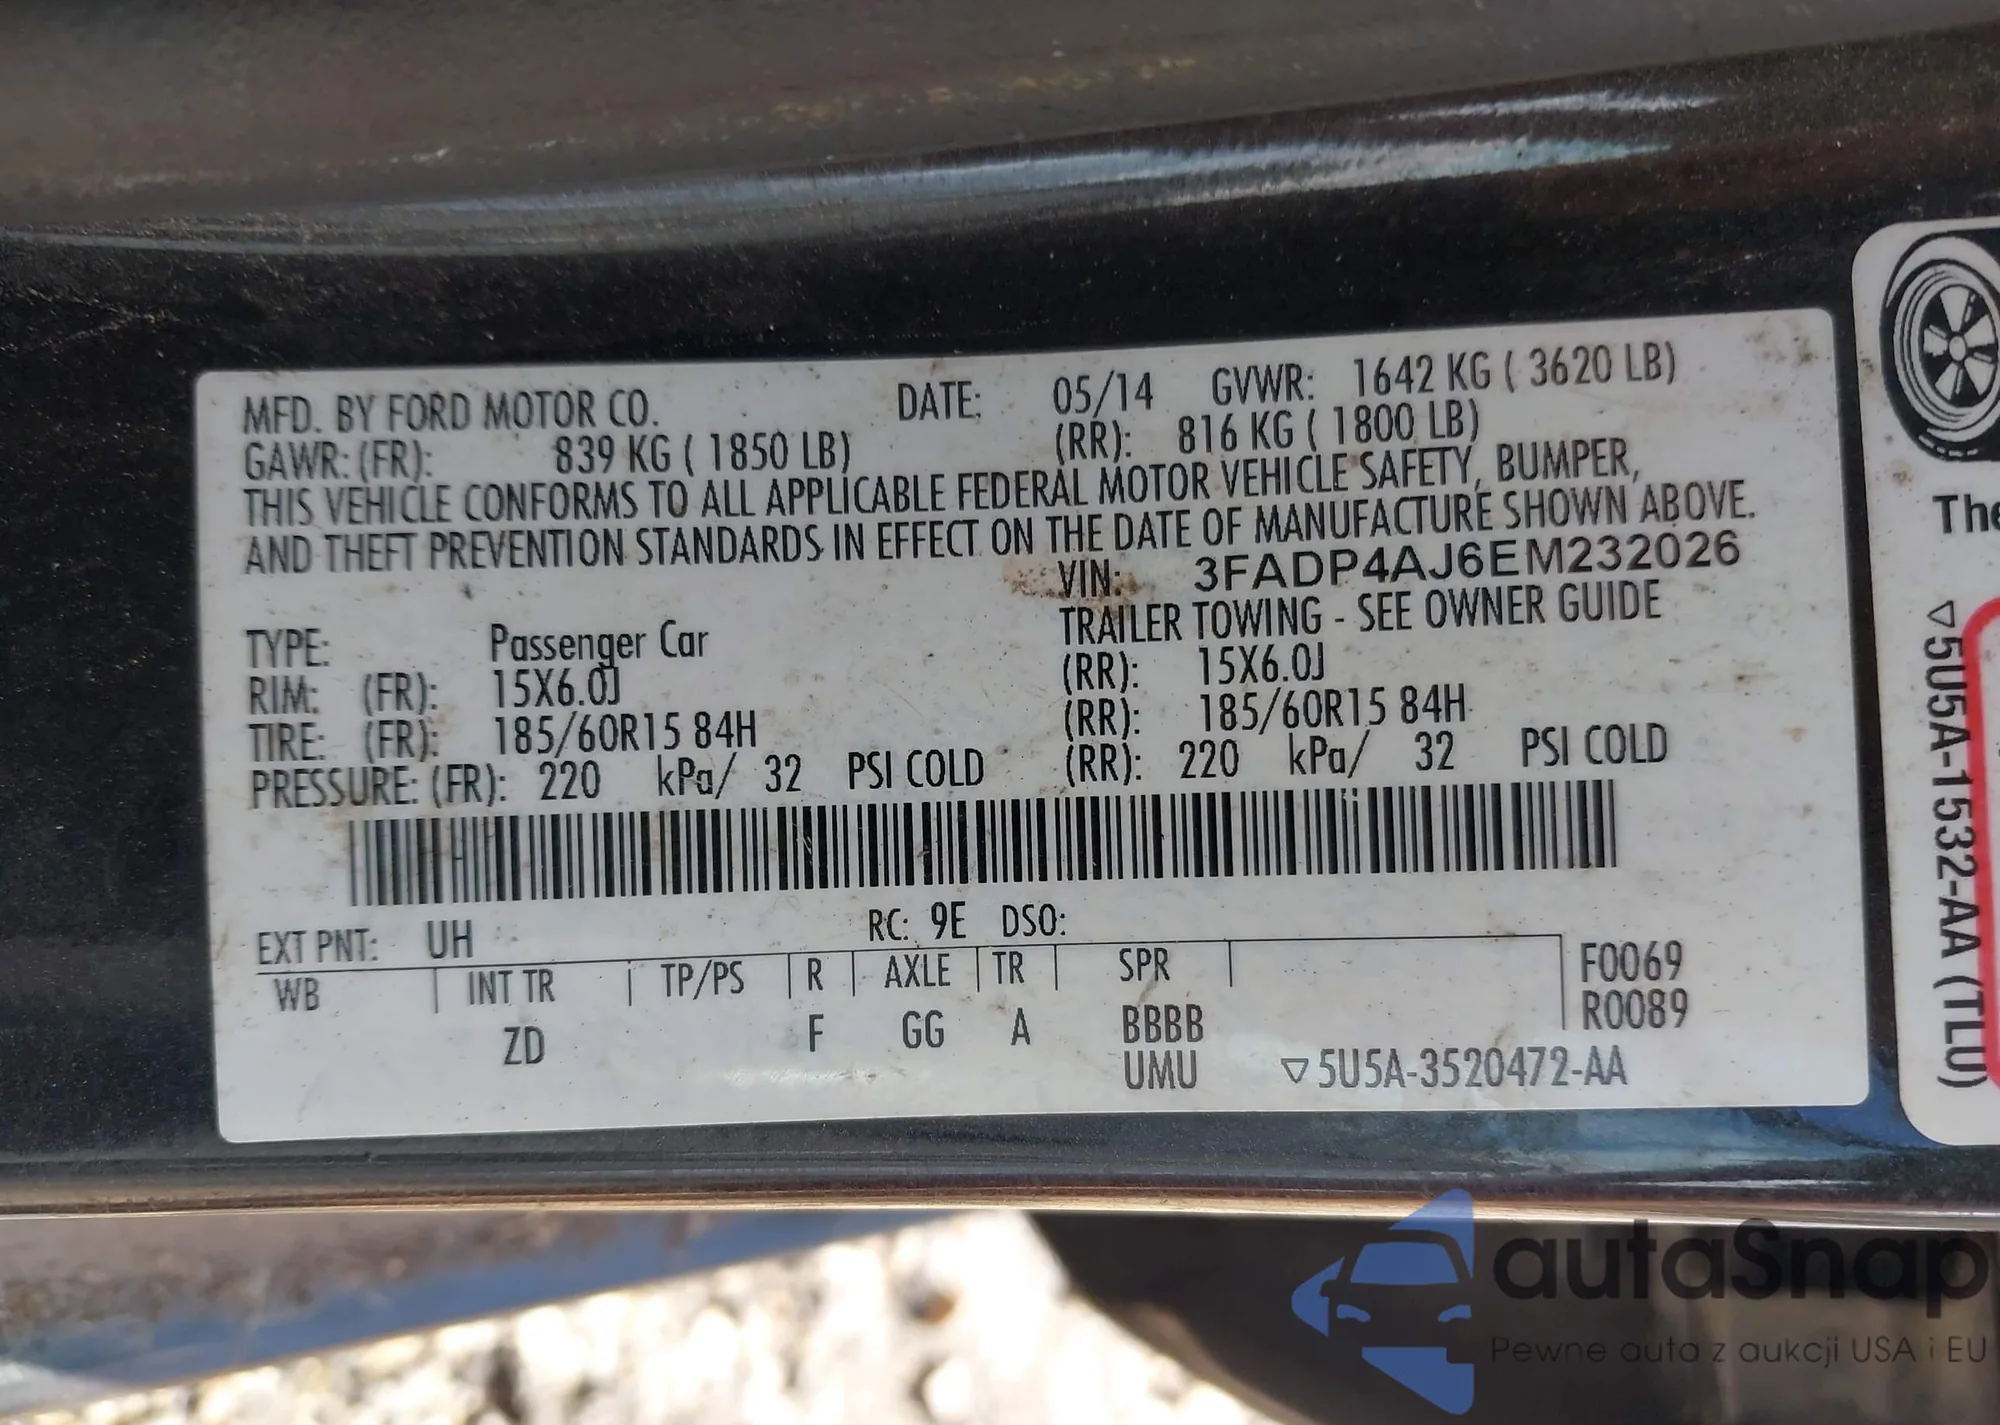 MFD. BY FORD MOTOR CO. DATE: 05/14 GVWR: 1642 KG ( 3620 LB)
GAWR: (FR): 839 KG ( 1850 LB) (RR): 816 KG ( 1800 LB)
THIS VEHICLE CONFORMS TO ALL APPLICABLE FEDERAL MOTOR VEHICLE SAFETY, BUMPER,
AND THEFT PREVENTION STANDARDS IN EFFECT ON THE DATE OF MANUFACTURE SHOWN ABOVE.
VIN: 3FADP4AJ6EM232026
TYPE: Passenger Car TRAILER TOWING - SEE OWNER GUIDE
RIM: (FR): 15X6.0J (RR): 15X6.0J
TIRE: (FR): 185/60R15 84H (RR): 185/60R15 84H
PRESSURE: (FR): 220 kPa/ 32 PSI COLD (RR): 220 kPa/ 32 PSI COLD
EXT PNT: UH RC: 9E DSO:
WB INT TR TP/PS R AXLE TR SPR F0069
R0089
ZD F GG A BBBB
UMU ▽5U5A-3520472-AA
The
▽5U5A-1532-AA (TLU)
autaSnap
Pewne auta z aukcji USA i EU